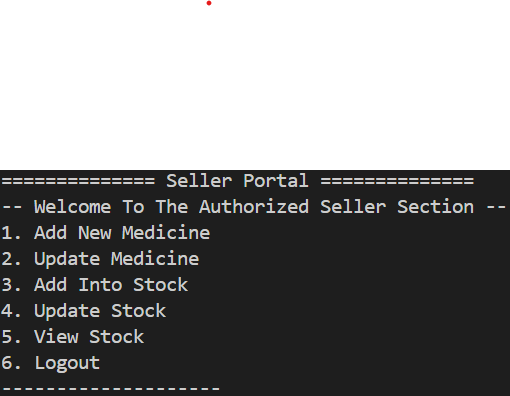 ============== Seller Portal ==============
-- Welcome To The Authorized Seller Section --
1. Add New Medicine
2. Update Medicine
3. Add Into Stock
4. Update Stock
5. View Stock
6. Logout
--------------------